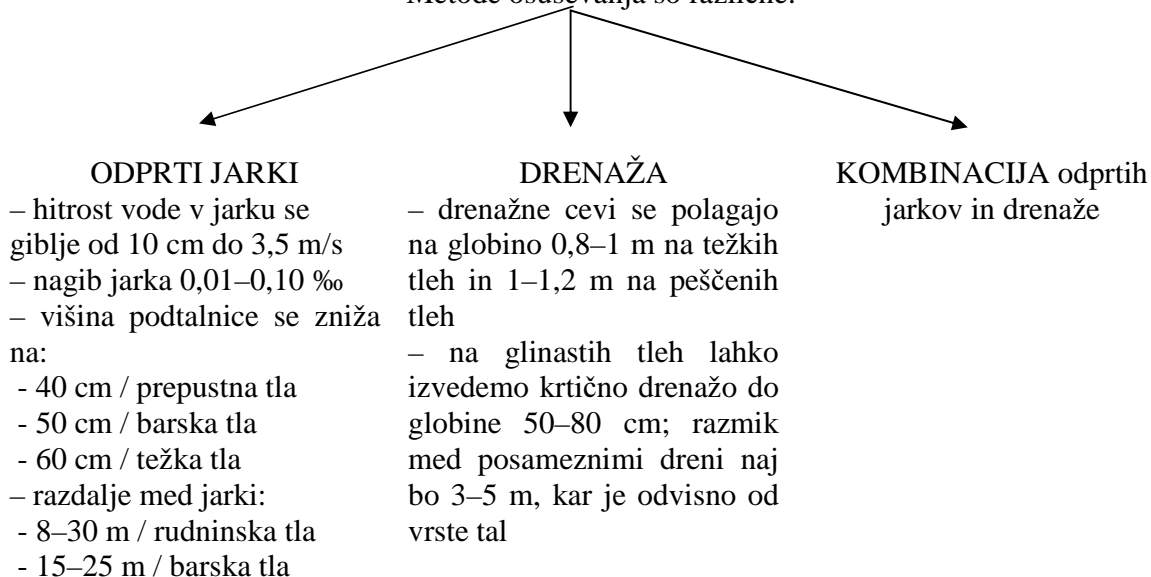 Metode osuševanja so različne:
ODPRTI JARKI
– hitrost vode v jarku se
giblje od 10 cm do 3,5 m/s
– nagib jarka 0,01–0,10 ‰
– višina podtalnice se zniža
na:
- 40 cm / prepustna tla
- 50 cm / barska tla
- 60 cm / težka tla
– razdalje med jarki:
- 8–30 m / rudninska tla
- 15–25 m / barska tla
DRENAŽA
– drenažne cevi se polagajo
na globino 0,8–1 m na težkih
tleh in 1–1,2 m na peščenih
tleh
– na glinastih tleh lahko
izvedemo krtično drenažo do
globine 50–80 cm; razmik
med posameznimi dreni naj
bo 3–5 m, kar je odvisno od
vrste tal
KOMBINACIJA odprtih
jarkov in drenaže